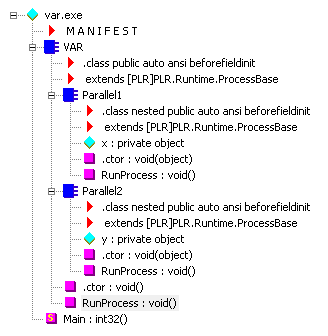 var.exe
M A N I F E S T
VAR
.class public auto ansi beforefieldinit
extends [PLR]PLR.Runtime.ProcessBase
Parallel1
.class nested public auto ansi beforefieldinit
extends [PLR]PLR.Runtime.ProcessBase
x : private object
.ctor : void(object)
RunProcess : void()
Parallel2
.class nested public auto ansi beforefieldinit
extends [PLR]PLR.Runtime.ProcessBase
y : private object
.ctor : void(object)
RunProcess : void()
.ctor : void()
RunProcess : void()
S Main : int32()